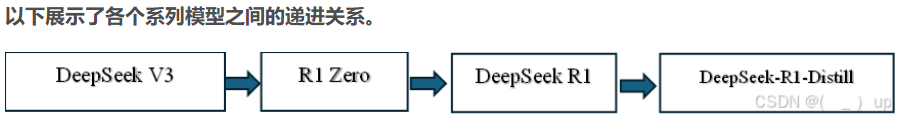 以下展示了各个系列模型之间的递进关系。
DeepSeek V3
R1 Zero
DeepSeek R1
DeepSeek-R1-Distill
CSDN @( _ ) up